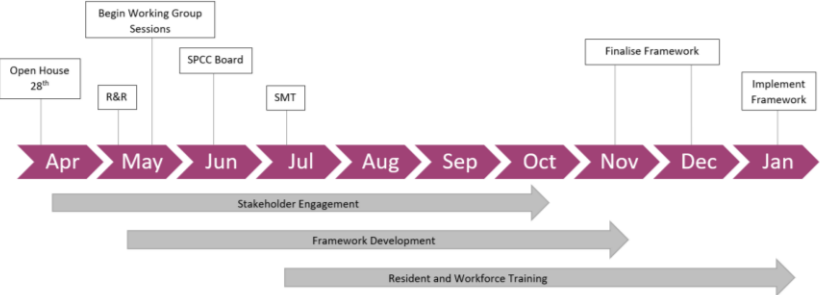 Begin Working Group
Sessions
Open House
28th
R&R
SPCC Board
SMT
Finalise Framework
Implement
Framework
Apr May Jun Jul Aug Sep Oct Nov Dec Jan
Stakeholder Engagement
Framework Development
Resident and Workforce Training